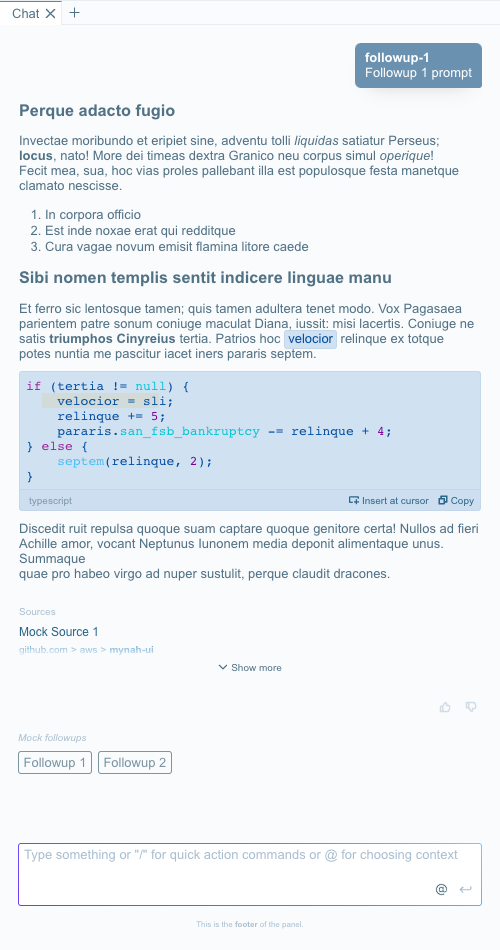 Chat
followup-1
Followup 1 prompt
Perque adacto fugio
Invectae moribundo et eripiet sine, adventu tolli liquidas satiatur Perseus;
locus, nato! More dei timeas dextra Granico neu corpus simul operique!
Fecit mea, sua, hoc vias proles pallebant illa est populosque festa manetque
clamato nescisse.
1. In corpora officio
2. Est inde noxae erat qui redditque
3. Cura vagae novum emisit flamina litore caede
Sibi nomen templis sentit indicere linguae manu
Et ferro sic lentosque tamen; quis tamen adultera tenet modo. Vox Pagasaea
parientem patre sonum coniuge maculat Diana, iussit: misi lacertis. Coniuge ne
satis triumphos Cinyreius tertia. Patrios hoc velocior relinque ex totque
potes nuntia me pascitur iacet iners pararis septem.
if (tertia != null) {
    velocior = sli;
    relinque += 5;
    pararis.san_fsb_bankruptcy -= relinque + 4;
} else {
    septem(relinque, 2);
}
typescript Insert at cursor Copy
Discedit ruit repulsa quoque suam captare quoque genitore certa! Nullos ad fieri
Achille amor, vocant Neptunus Iunonem media deponit alimentaque unus.
Summaque
quae pro habeo virgo ad nuper sustulit, perque claudit dracones.
Sources
Mock Source 1
github.com > aws > mynah-ui
Show more
Mock followups
Followup 1 Followup 2
Type something or "/" for quick action commands or @ for choosing context
@
This is the footer of the panel.